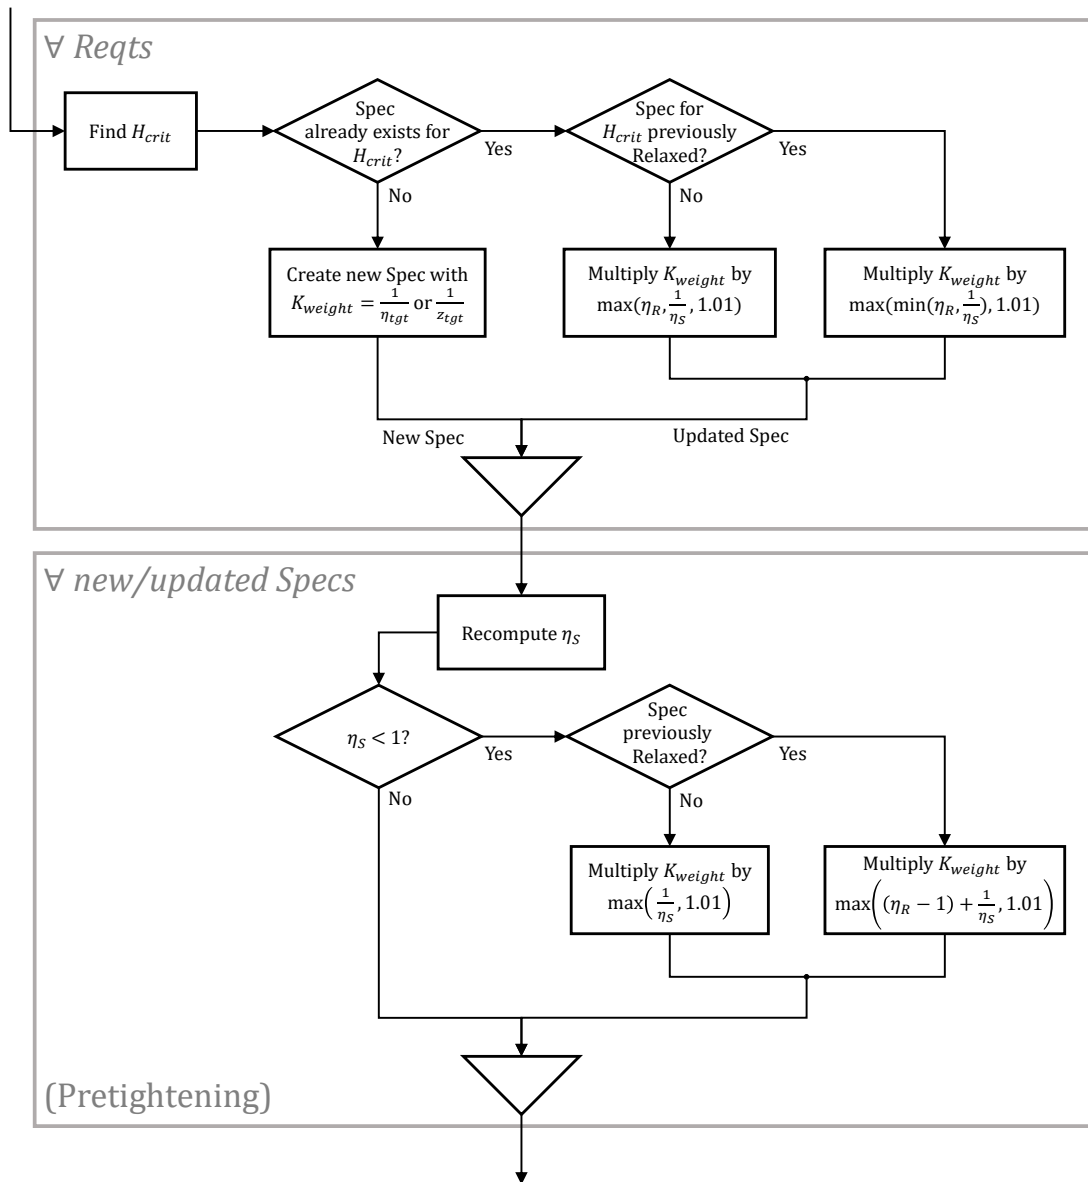 ∀ Reqts
Find H_crit
Spec
already exists for
H_crit?
Yes
No
Spec for
H_crit previously
Relaxed?
Yes
No
Create new Spec with
K_weight = 1/η_tgt or 1/z_tgt
Multiply K_weight by
max(η_R, 1/η_S, 1.01)
Multiply K_weight by
max(min(η_R, 1/η_S), 1.01)
New Spec
Updated Spec
∀ new/updated Specs
Recompute η_S
η_S < 1?
Yes
No
Spec
previously
Relaxed?
Yes
No
Multiply K_weight by
max(1/η_S, 1.01)
Multiply K_weight by
max((η_R − 1) + 1/η_S, 1.01)
(Pretightening)